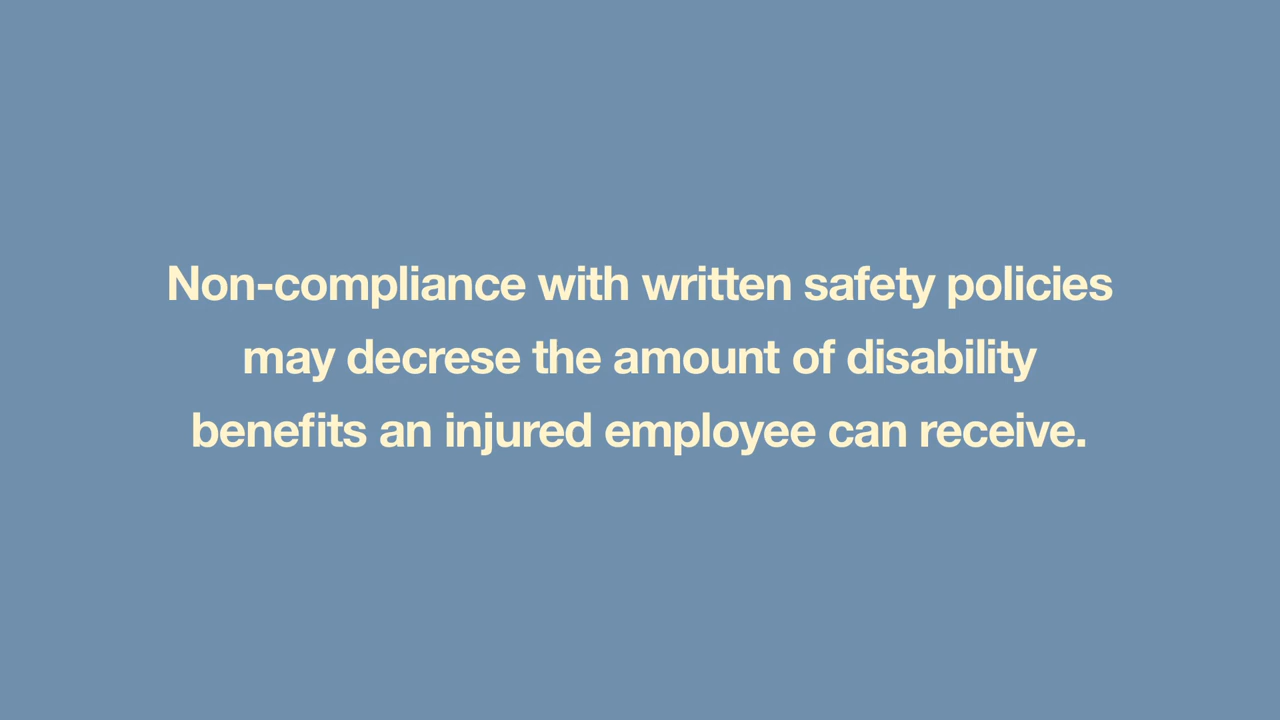 Non-compliance with written safety policies
may decrese the amount of disability
benefits an injured employee can receive.